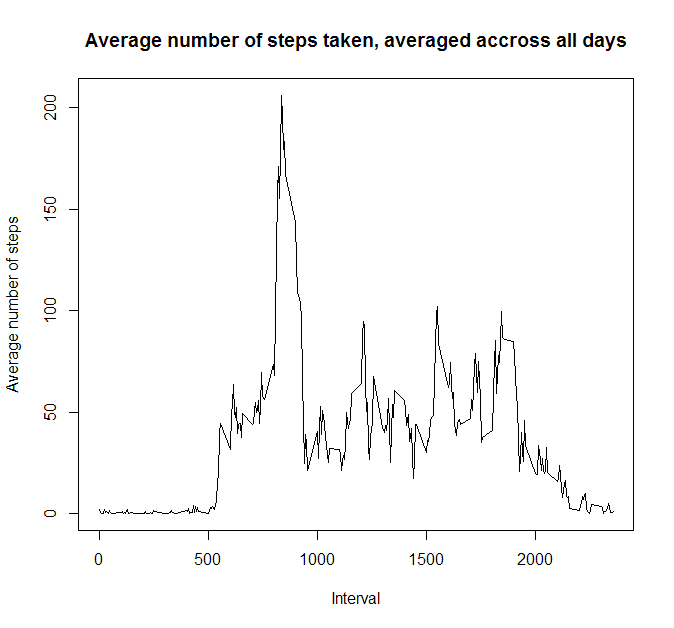 Average number of steps taken, averaged accross all days
Average number of steps
200
150
100
50
0
0 500 1000 1500 2000
Interval